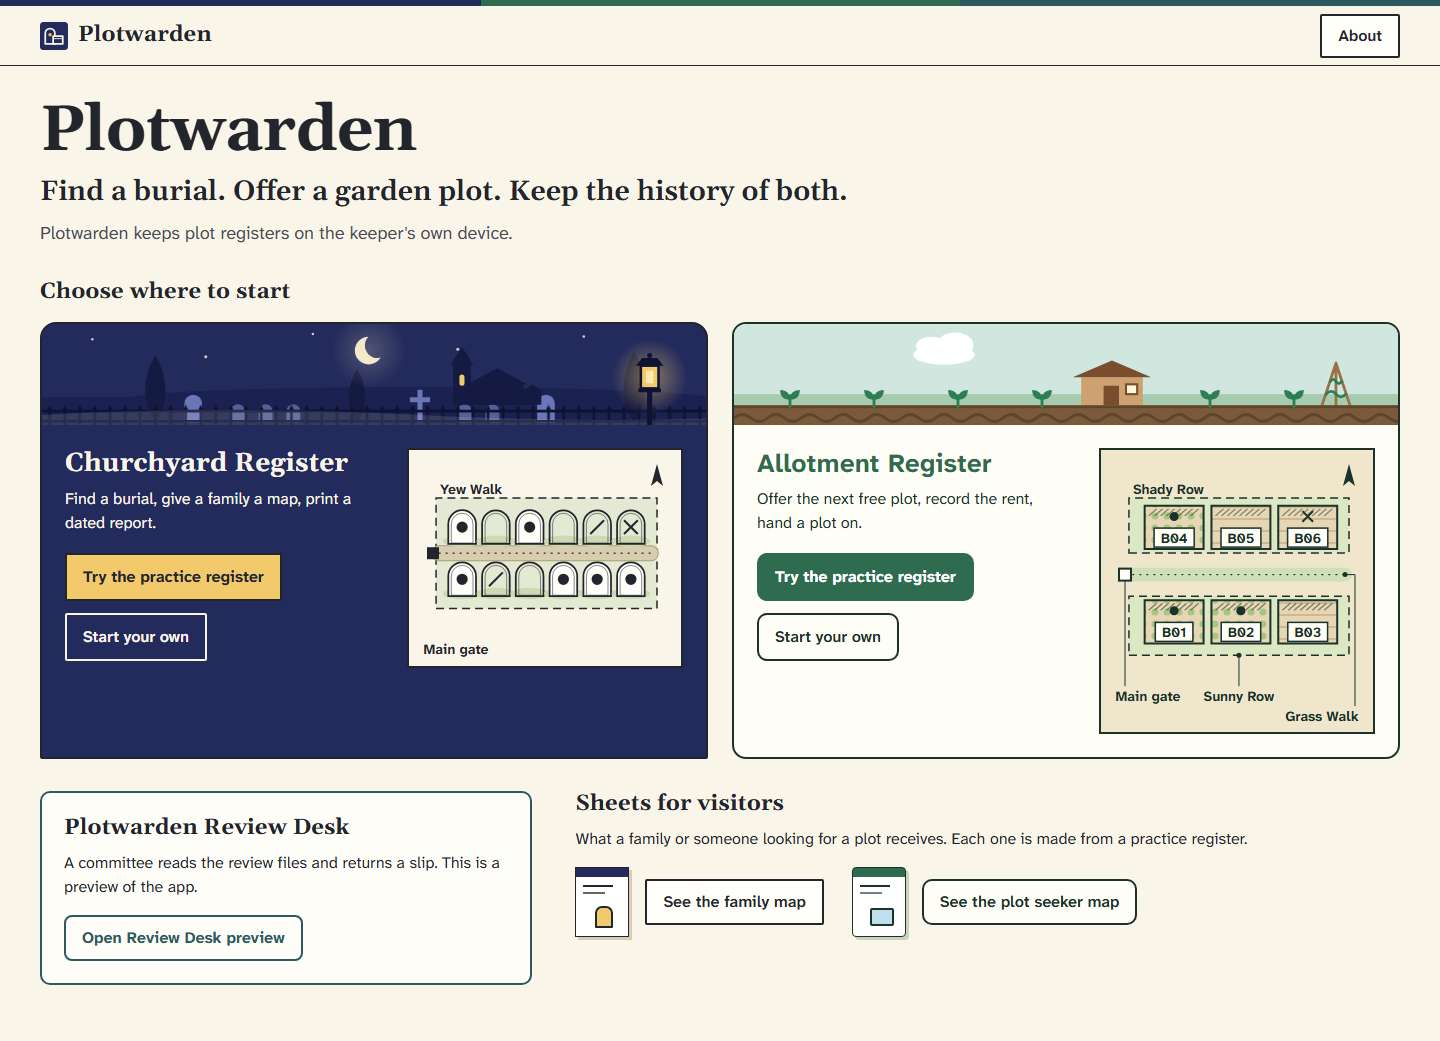 Plotwarden
About
Plotwarden
Find a burial. Offer a garden plot. Keep the history of both.
Plotwarden keeps plot registers on the keeper's own device.
Choose where to start
Churchyard Register
Find a burial, give a family a map, print a
dated report.
Try the practice register
Start your own
Yew Walk
Main gate
Allotment Register
Offer the next free plot, record the rent,
hand a plot on.
Try the practice register
Start your own
Shady Row
B04 B05 B06
B01 B02 B03
Main gate Sunny Row
Grass Walk
Plotwarden Review Desk
A committee reads the review files and returns a slip. This is a
preview of the app.
Open Review Desk preview
Sheets for visitors
What a family or someone looking for a plot receives. Each one is made from a practice register.
See the family map
See the plot seeker map